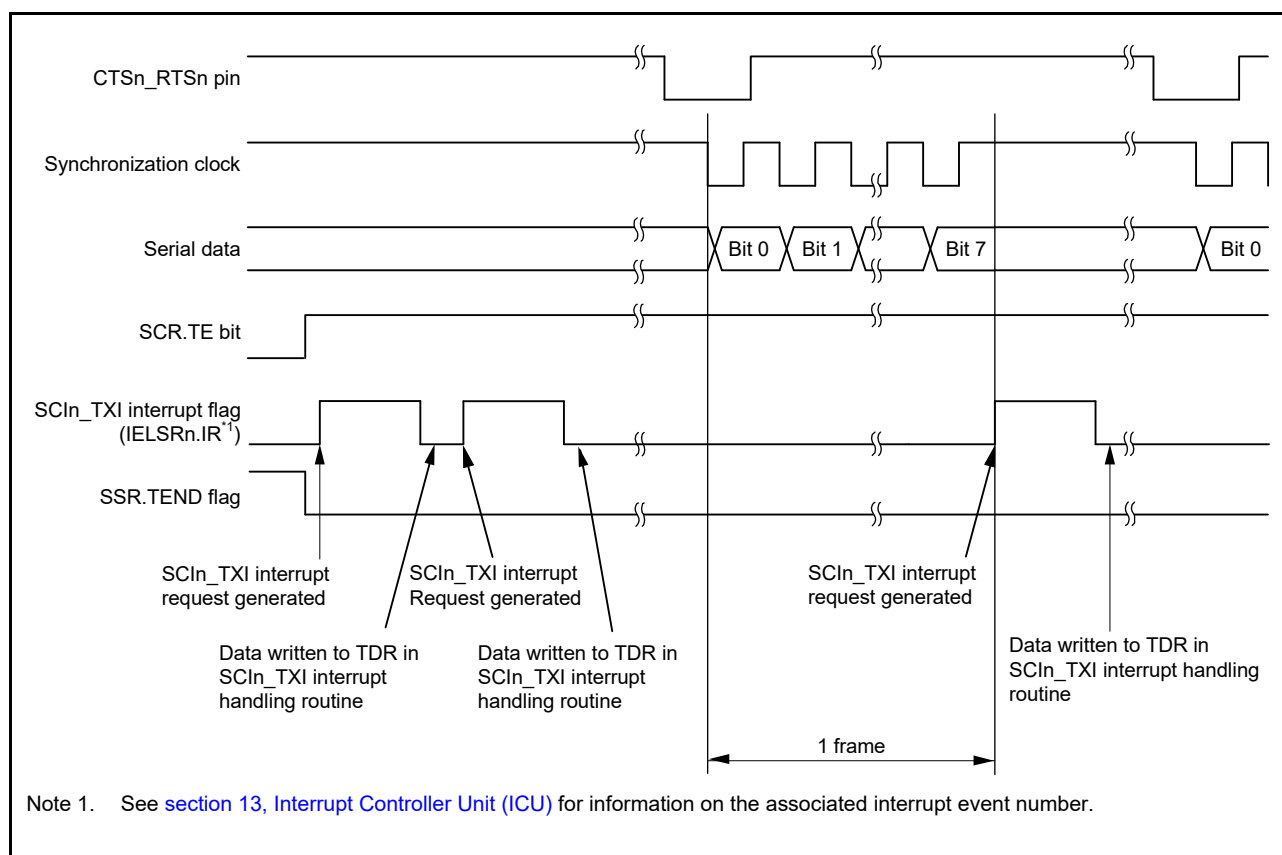 CTSn_RTSn pin
Synchronization clock
Serial data
Bit 0
Bit 1
Bit 7
Bit 0
SCR.TE bit
SCIn_TXI interrupt flag
(IELSRn.IR*1)
SSR.TEND flag
SCIn_TXI interrupt
request generated
SCIn_TXI interrupt
Request generated
SCIn_TXI interrupt
request generated
Data written to TDR in
SCIn_TXI interrupt
handling routine
Data written to TDR in
SCIn_TXI interrupt
handling routine
Data written to TDR in
SCIn_TXI interrupt handling
routine
1 frame
Note 1. See section 13, Interrupt Controller Unit (ICU) for information on the associated interrupt event number.